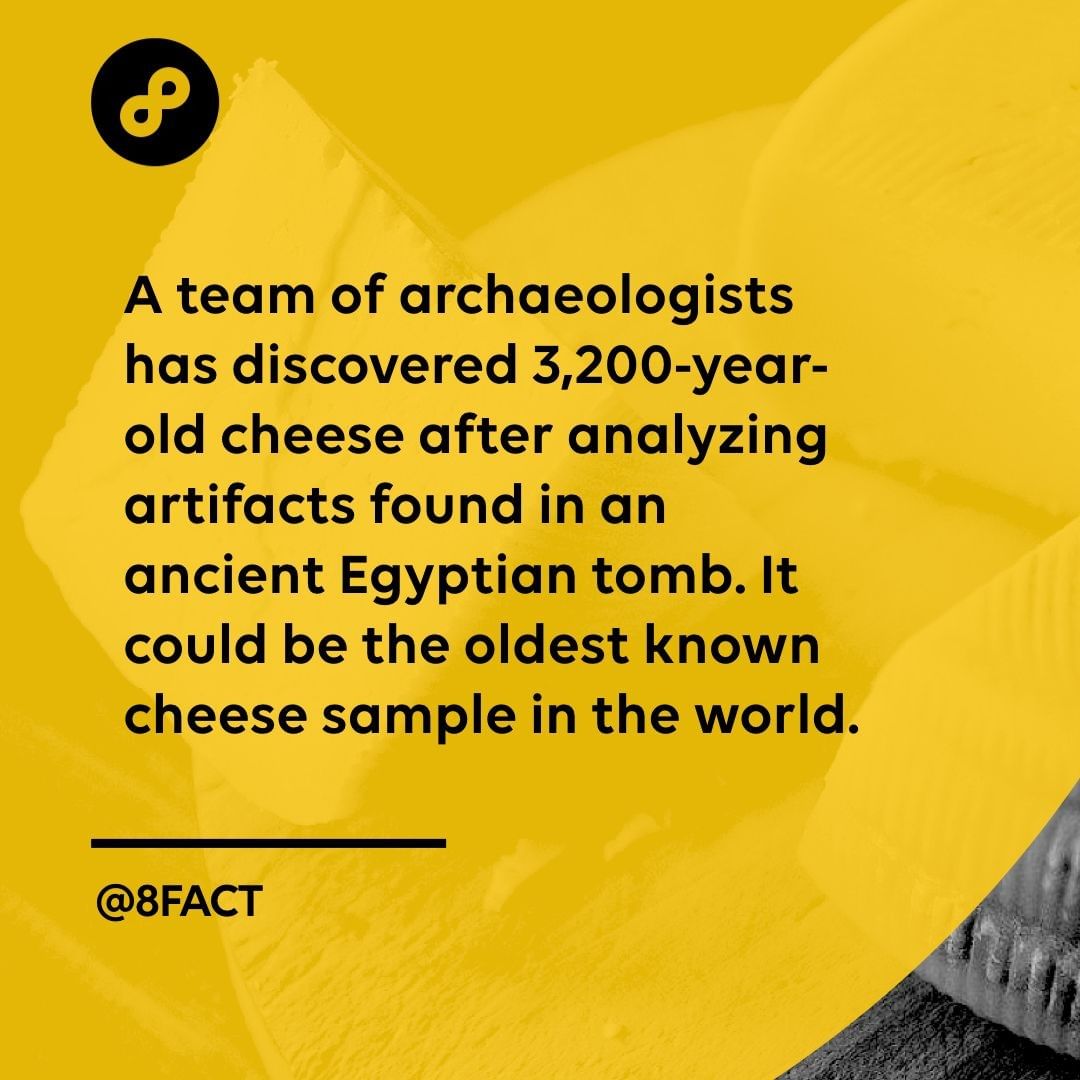 A team of archaeologists
has discovered 3,200-year-
old cheese after analyzing
artifacts found in an
ancient Egyptian tomb. It
could be the oldest known
cheese sample in the world.
@8FACT